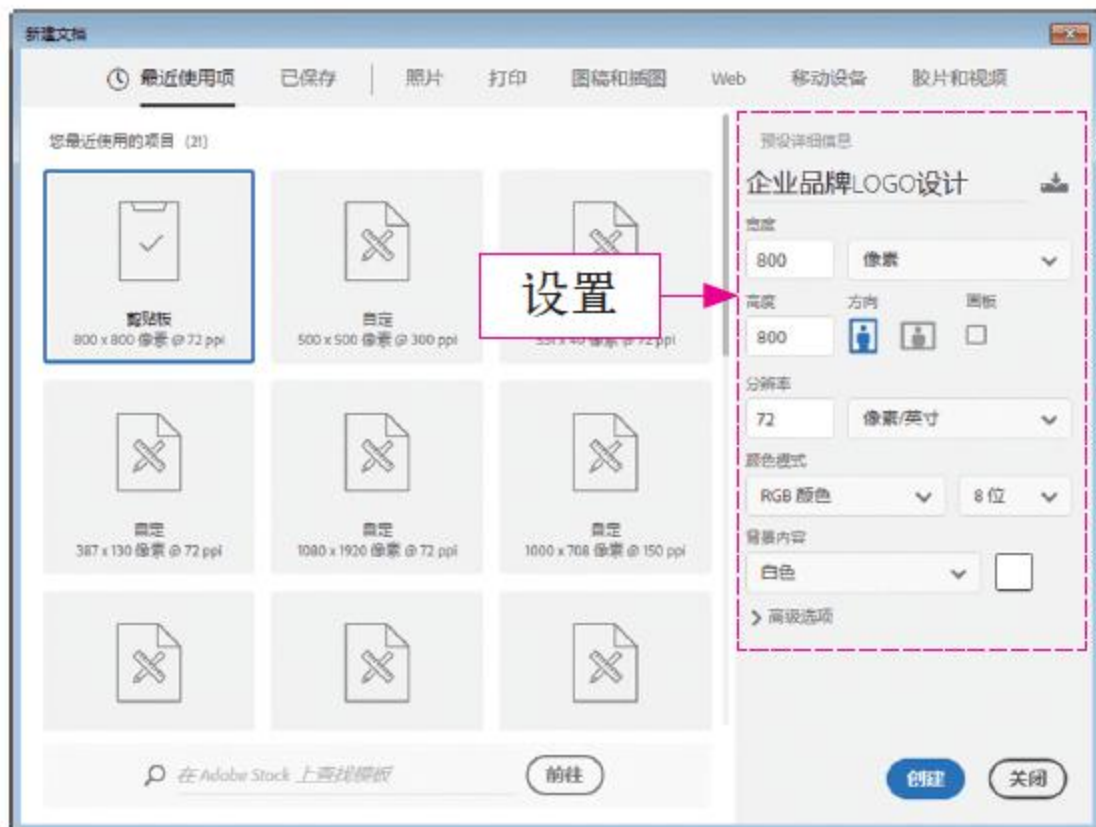 新建文档
最近使用项 已保存 照片 打印 图稿和插图 Web 移动设备 胶片和视频
您最近使用的项目 (21)
剪贴板
800 x 800 像素 @ 72 ppi
自定
500 x 500 像素 @ 300 ppi
72 ppi
自定
387 x 130 像素 @ 72 ppi
自定
1080 x 1920 像素 @ 72 ppi
自定
1000 x 708 像素 @ 150 ppi
在 Adobe Stock 上查找模板
前往
设置
预设详细信息
企业品牌LOGO设计
宽度
800 像素
高度 方向 画板
800
分辨率
72 像素/英寸
颜色模式
RGB 颜色 8 位
背景内容
白色
高级选项
创建 关闭